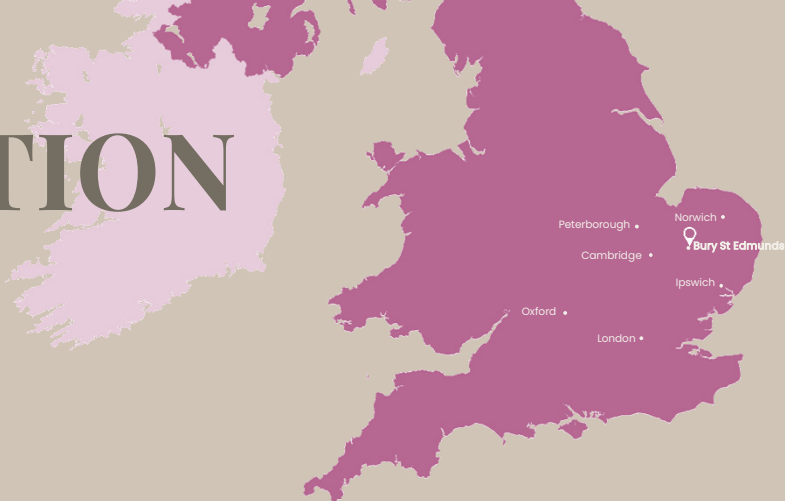 TION
Norwich
Peterborough
Bury St Edmunds
Cambridge
Ipswich
Oxford
London